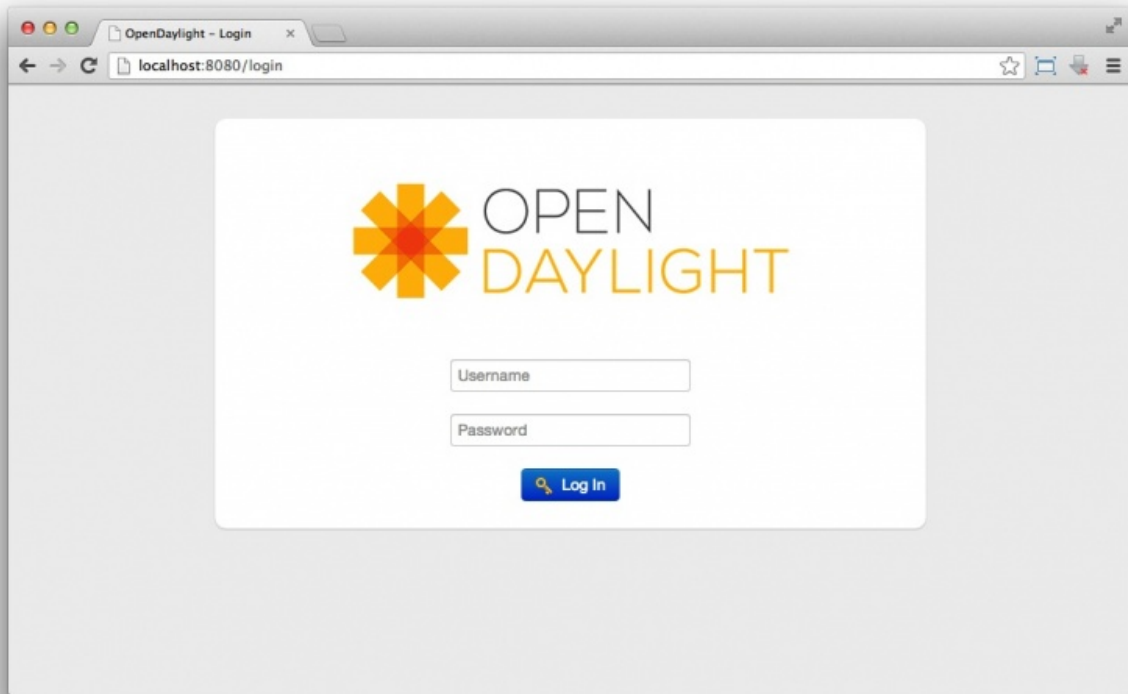 OpenDaylight - Login
localhost:8080/login
OPEN
DAYLIGHT
Username
Password
Log In